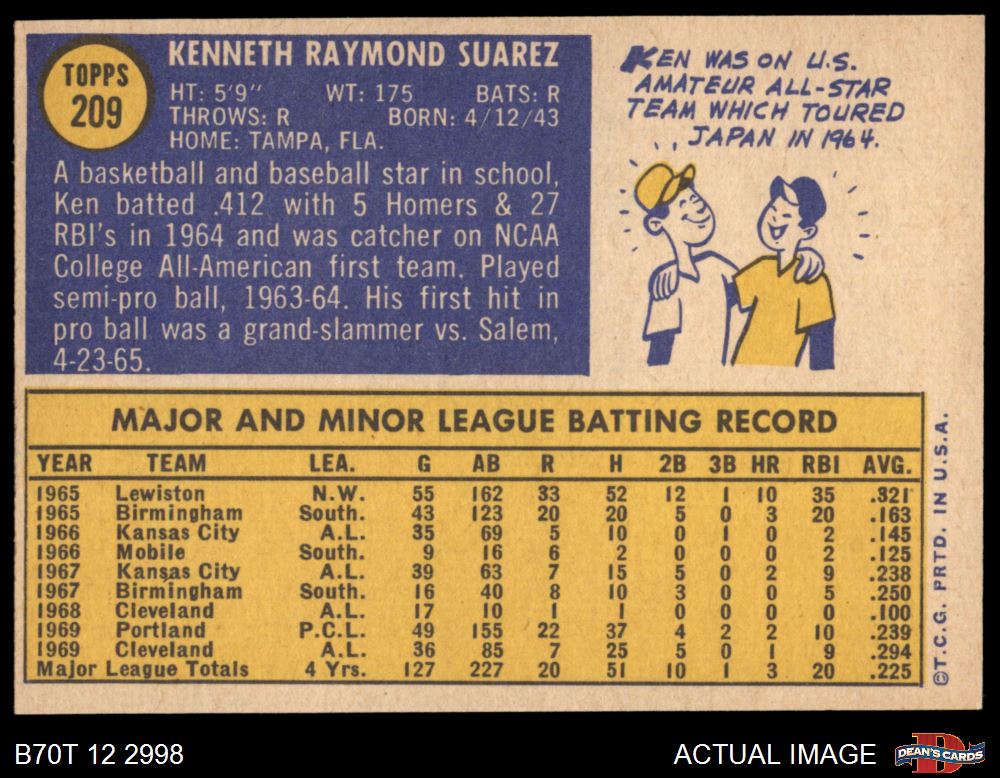 TOPPS
209
KENNETH RAYMOND SUAREZ
HT: 5'9" WT: 175 BATS: R
THROWS: R BORN: 4/12/43
HOME: TAMPA, FLA.
A basketball and baseball star in school,
Ken batted .412 with 5 Homers & 27
RBI's in 1964 and was catcher on NCAA
College All-American first team. Played
semi-pro ball, 1963-64. His first hit in
pro ball was a grand-slammer vs. Salem,
4-23-65.
KEN WAS ON U.S.
AMATEUR ALL-STAR
TEAM WHICH TOURED
JAPAN IN 1964.
MAJOR AND MINOR LEAGUE BATTING RECORD
YEAR TEAM LEA. G AB R H 2B 3B HR RBI AVG.
1965 Lewiston N.W. 55 162 33 52 12 1 10 35 .321
1965 Birmingham South. 43 123 20 20 5 0 3 20 .163
1966 Kansas City A.L. 35 69 5 10 0 1 0 2 .145
1966 Mobile South. 9 16 6 2 0 0 0 2 .125
1967 Kansas City A.L. 39 63 7 15 5 0 2 9 .238
1967 Birmingham South. 16 40 8 10 3 0 0 5 .250
1968 Cleveland A.L. 17 10 1 1 0 0 0 0 .100
1969 Portland P.C.L. 49 155 22 37 4 2 2 10 .239
1969 Cleveland A.L. 36 85 7 25 5 0 1 9 .294
Major League Totals 4 Yrs. 127 227 20 51 10 1 3 20 .225
©T.C.G. PRTD. IN U.S.A.
B70T 12 2998
ACTUAL IMAGE
DEAN'S CARDS